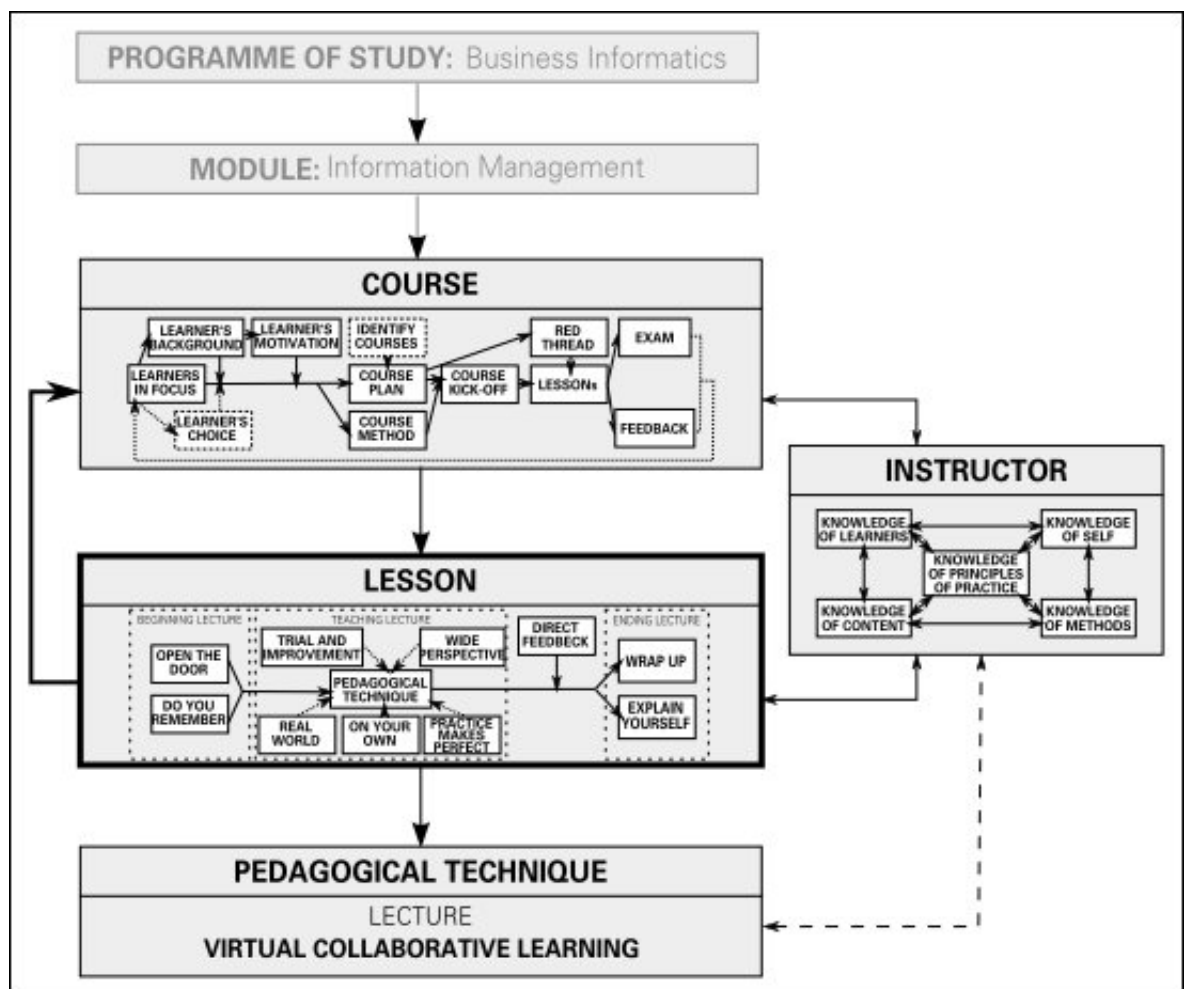 PROGRAMME OF STUDY: Business Informatics
MODULE: Information Management
COURSE
LEARNER'S
BACKGROUND
LEARNER'S
MOTIVATION
IDENTIFY
COURSES
RED
THREAD
EXAM
LEARNERS
IN FOCUS
COURSE
PLAN
COURSE
KICK-OFF
LESSONs
LEARNER'S
CHOICE
COURSE
METHOD
FEEDBACK
INSTRUCTOR
KNOWLEDGE
OF LEARNERS
KNOWLEDGE
OF SELF
KNOWLEDGE
OF PRINCIPLES
OF PRACTICE
KNOWLEDGE
OF CONTENT
KNOWLEDGE
OF METHODS
LESSON
BEGINNING LECTURE
TEACHING LECTURE
ENDING LECTURE
OPEN THE
DOOR
DO YOU
REMEMBER
TRIAL AND
IMPROVEMENT
WIDE
PERSPECTIVE
PEDAGOGICAL
TECHNIQUE
REAL
WORLD
ON YOUR
OWN
PRACTICE
MAKES
PERFECT
DIRECT
FEEDBECK
WRAP UP
EXPLAIN
YOURSELF
PEDAGOGICAL TECHNIQUE
LECTURE
VIRTUAL COLLABORATIVE LEARNING